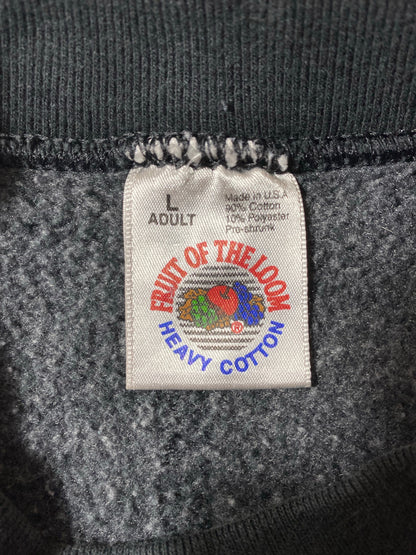 L
ADULT
Made in U.S.A
90% Cotton
10% Polyester
Pre-shrunk
FRUIT OF THE LOOM
®
HEAVY COTTON